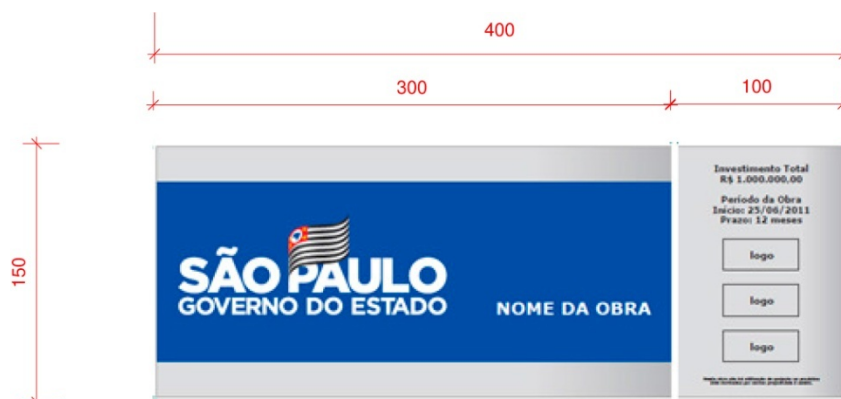 400
300
100
150
SÃO PAULO
GOVERNO DO ESTADO
NOME DA OBRA
Investimento Total
R$ 1.000.000,00
Período da Obra
Início: 25/06/2011
Prazo: 12 meses
logo
logo
logo